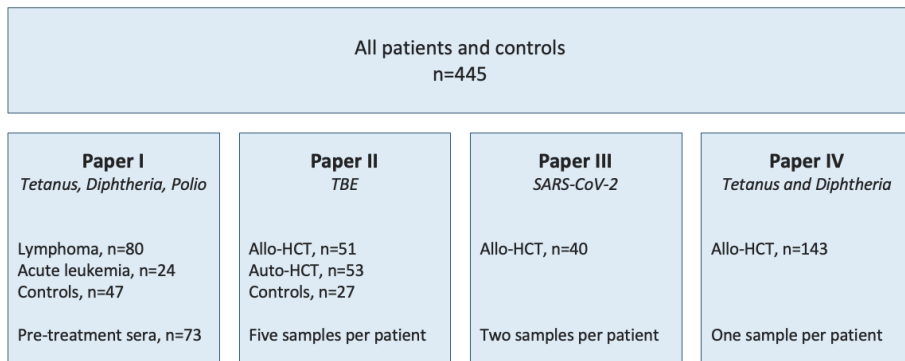 All patients and controls
n=445
Paper I
Tetanus, Diphtheria, Polio
Lymphoma, n=80
Acute leukemia, n=24
Controls, n=47
Pre-treatment sera, n=73
Paper II
TBE
Allo-HCT, n=51
Auto-HCT, n=53
Controls, n=27
Five samples per patient
Paper III
SARS-CoV-2
Allo-HCT, n=40
Two samples per patient
Paper IV
Tetanus and Diphtheria
Allo-HCT, n=143
One sample per patient